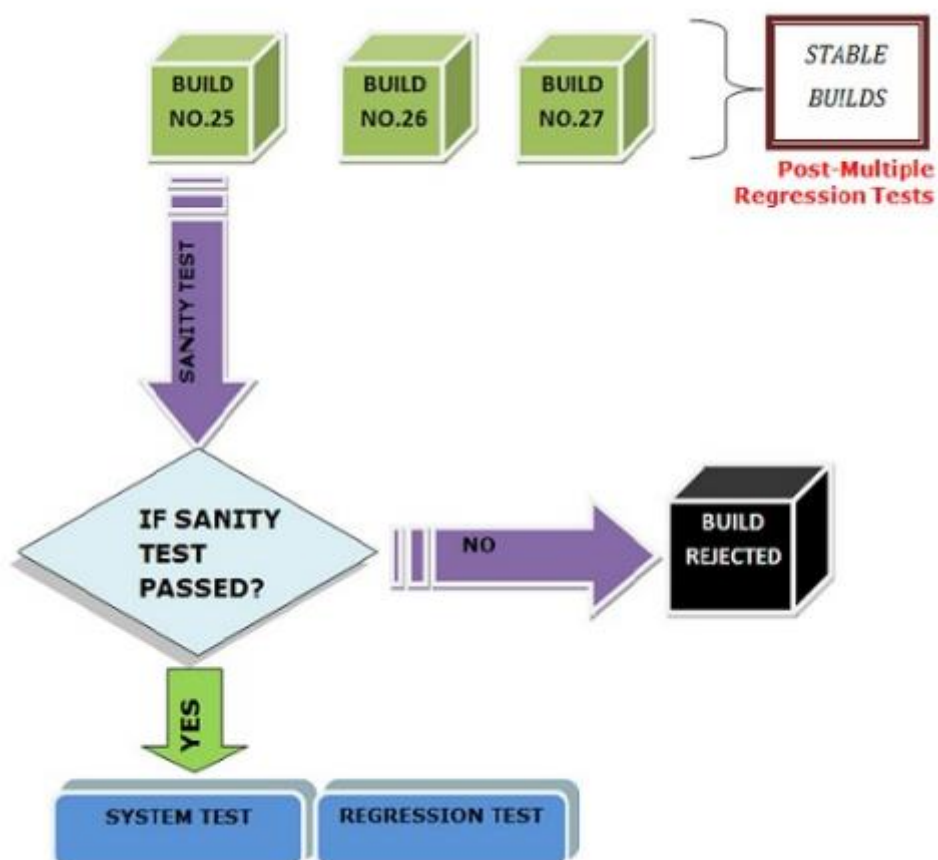 BUILD
NO.25
BUILD
NO.26
BUILD
NO.27
STABLE
BUILDS
Post-Multiple
Regression Tests
SANITY TEST
IF SANITY
TEST
PASSED?
NO
BUILD
REJECTED
YES
SYSTEM TEST
REGRESSION TEST